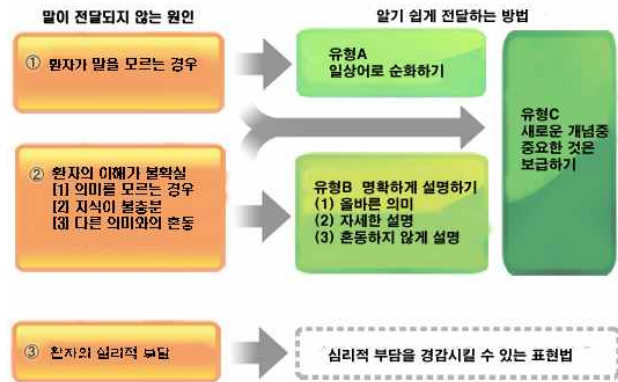 말이 전달되지 않는 원인
알기 쉽게 전달하는 방법
① 환자가 말을 모르는 경우
유형A
일상어로 순화하기
유형C
새로운 개념중
중요한 것은
보급하기
② 환자의 이해가 불확실
[1] 의미를 모르는 경우
[2] 지식이 불충분
[3] 다른 의미와의 혼동
유형B 명확하게 설명하기
(1) 올바른 의미
(2) 자세한 설명
(3) 혼동하지 않게 설명
③ 환자의 심리적 부담
심리적 부담을 경감시킬 수 있는 표현법